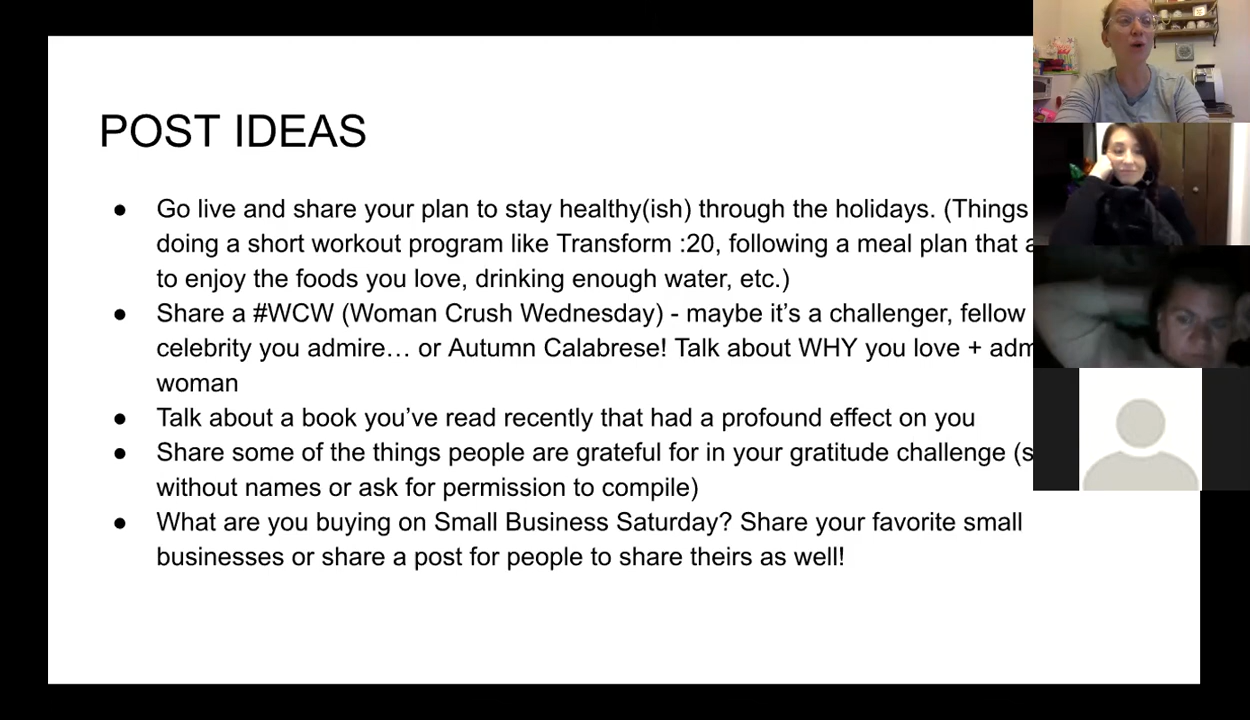 POST IDEAS
● Go live and share your plan to stay healthy(ish) through the holidays. (Things
doing a short workout program like Transform :20, following a meal plan that
to enjoy the foods you love, drinking enough water, etc.)
● Share a #WCW (Woman Crush Wednesday) - maybe it’s a challenger, fellow
celebrity you admire… or Autumn Calabrese! Talk about WHY you love +
woman
● Talk about a book you’ve read recently that had a profound effect on you
● Share some of the things people are grateful for in your gratitude challenge
without names or ask for permission to compile)
● What are you buying on Small Business Saturday? Share your favorite small
businesses or share a post for people to share theirs as well!